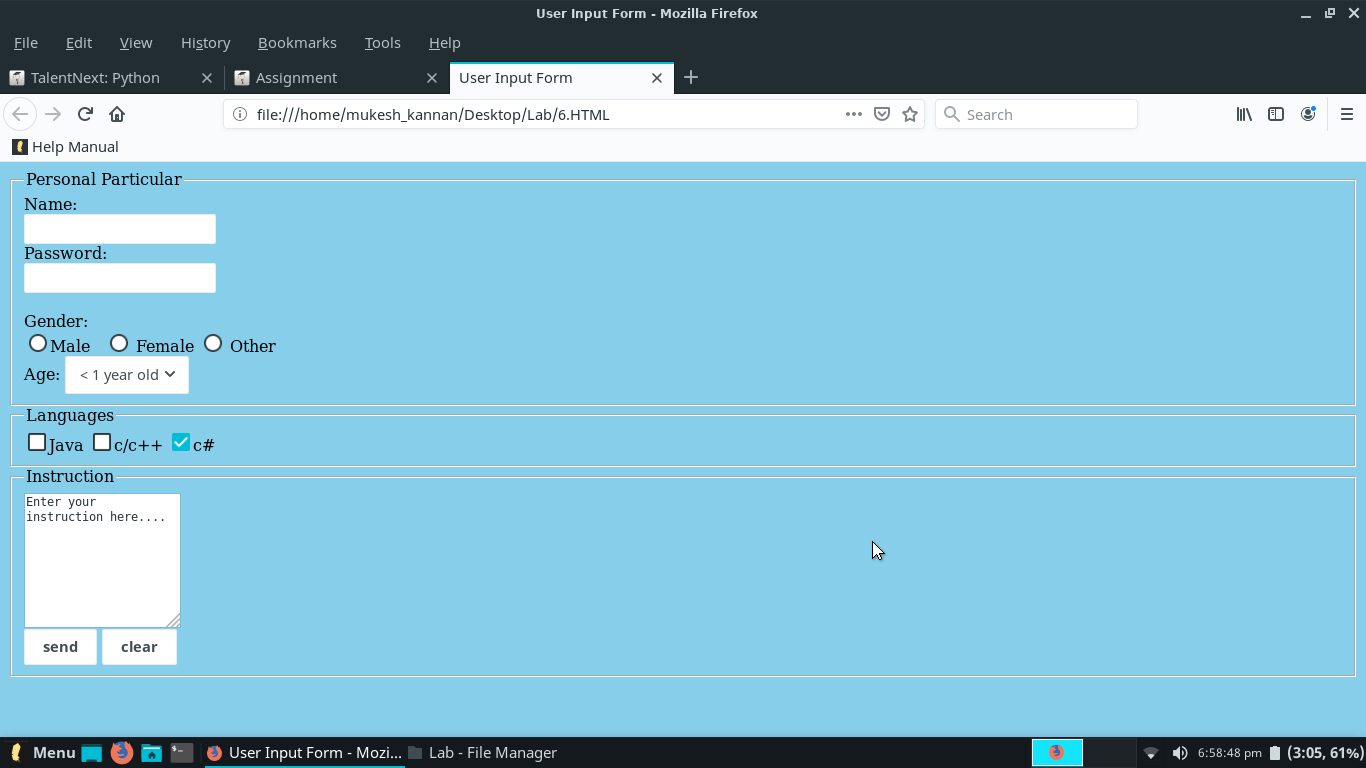 User Input Form - Mozilla Firefox
File Edit View History Bookmarks Tools Help
TalentNext: Python Assignment User Input Form
file:///home/mukesh_kannan/Desktop/Lab/6.HTML Search
Help Manual
Personal Particular
Name:
Password:
Gender:
Male Female Other
Age: < 1 year old
Languages
Java c/c++ c#
Instruction
Enter your
instruction here....
send clear
Menu User Input Form - Mozi... Lab - File Manager 6:58:48 pm (3:05, 61%)